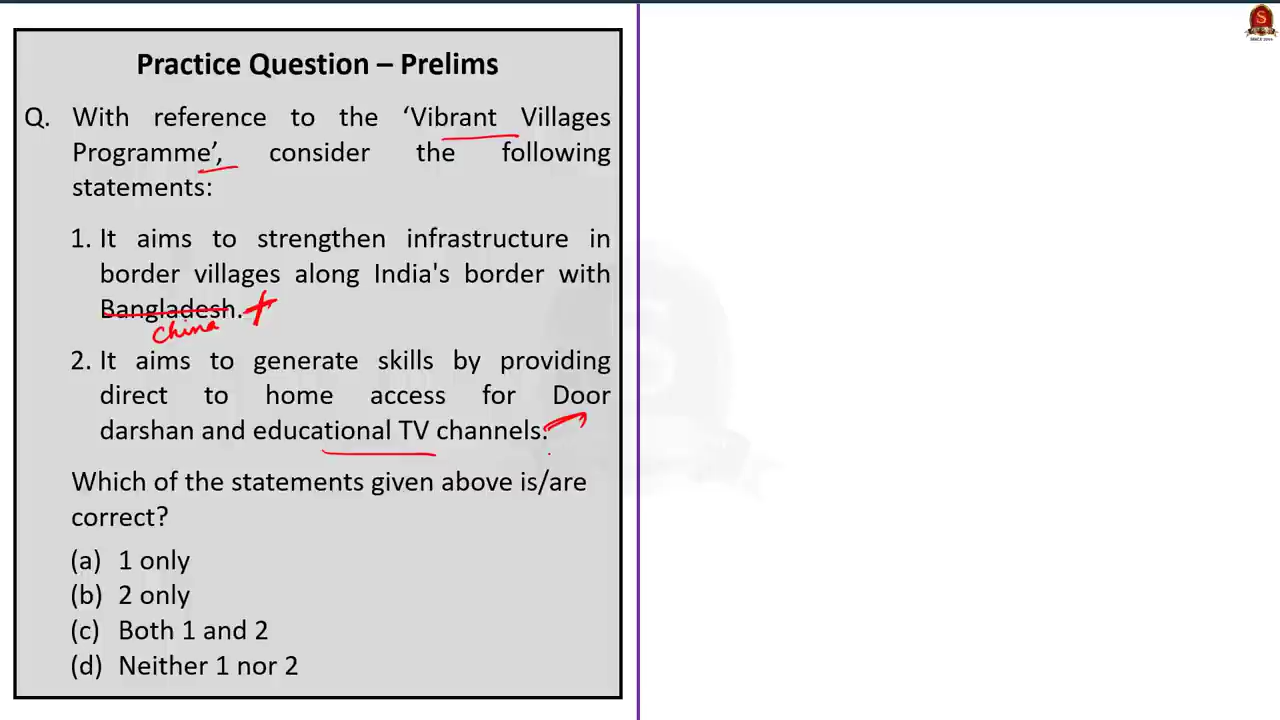 Practice Question – Prelims
Q. With reference to the ‘Vibrant Villages
Programme’, consider the following
statements:
1. It aims to strengthen infrastructure in
border villages along India's border with
Bangladesh.
China
2. It aims to generate skills by providing
direct to home access for Door
darshan and educational TV channels.
Which of the statements given above is/are
correct?
(a) 1 only
(b) 2 only
(c) Both 1 and 2
(d) Neither 1 nor 2
S